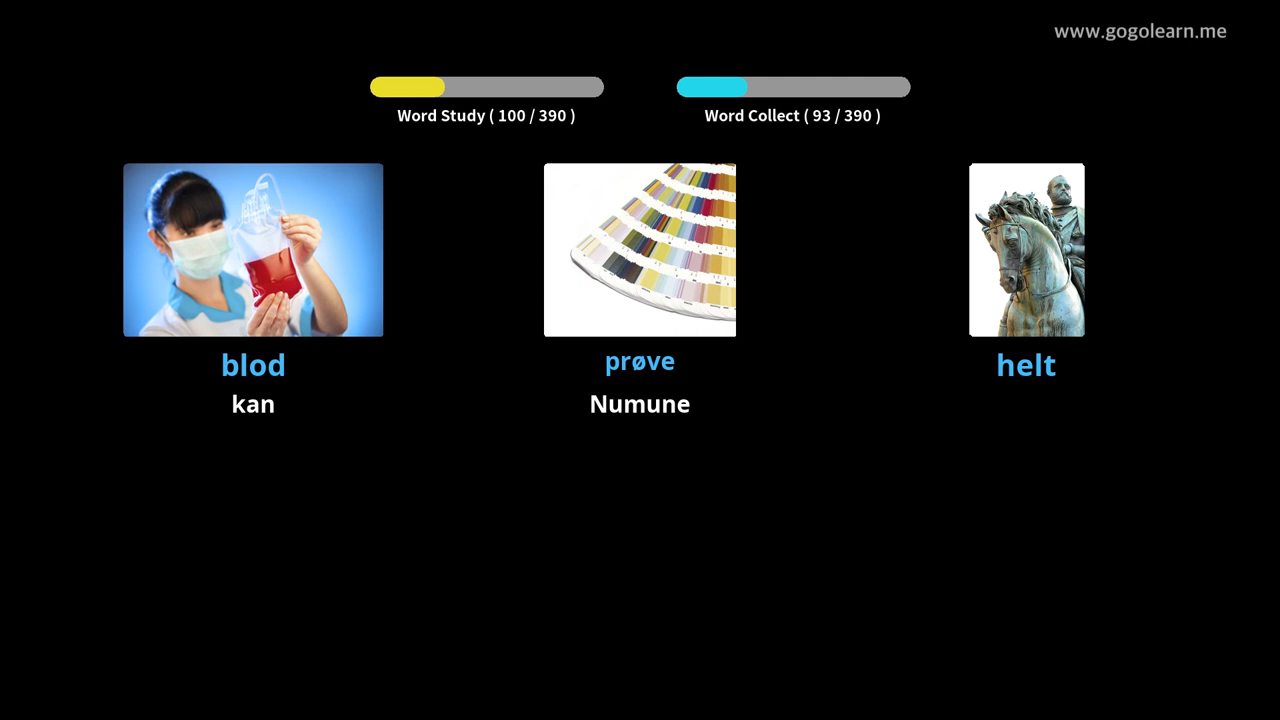 www.gogolearn.me
Word Study ( 100 / 390 )
Word Collect ( 93 / 390 )
blod
prøve
helt
kan
Numune